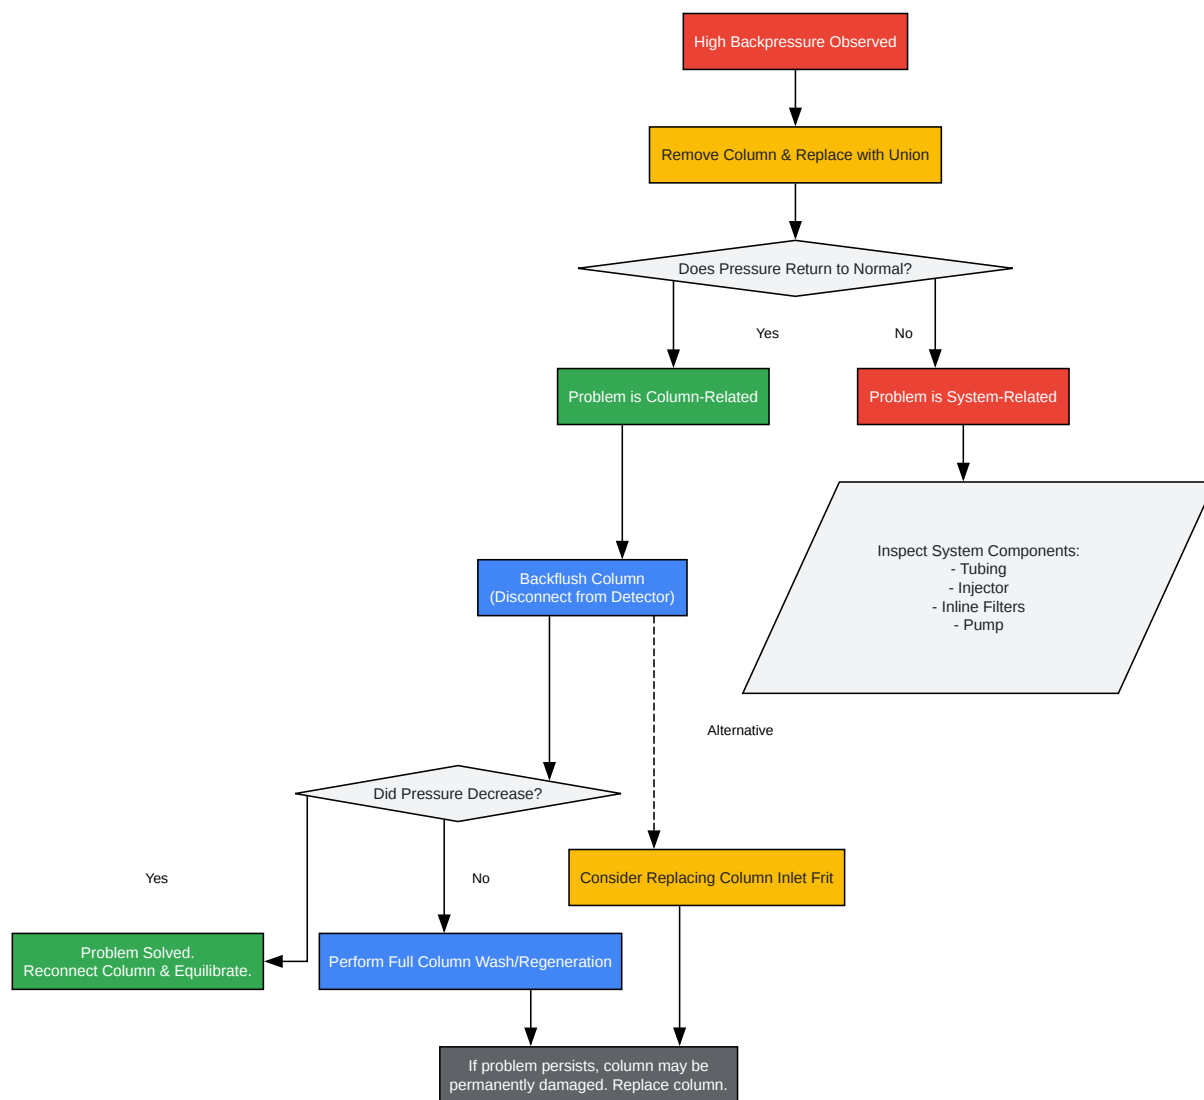 High Backpressure Observed
Remove Column & Replace with Union
Does Pressure Return to Normal?
Yes
No
Problem is Column-Related
Problem is System-Related
Inspect System Components:
- Tubing
- Injector
- Inline Filters
- Pump
Backflush Column
(Disconnect from Detector)
Alternative
Did Pressure Decrease?
Yes
No
Consider Replacing Column Inlet Frit
Problem Solved.
Reconnect Column & Equilibrate.
Perform Full Column Wash/Regeneration
If problem persists, column may be
permanently damaged. Replace column.